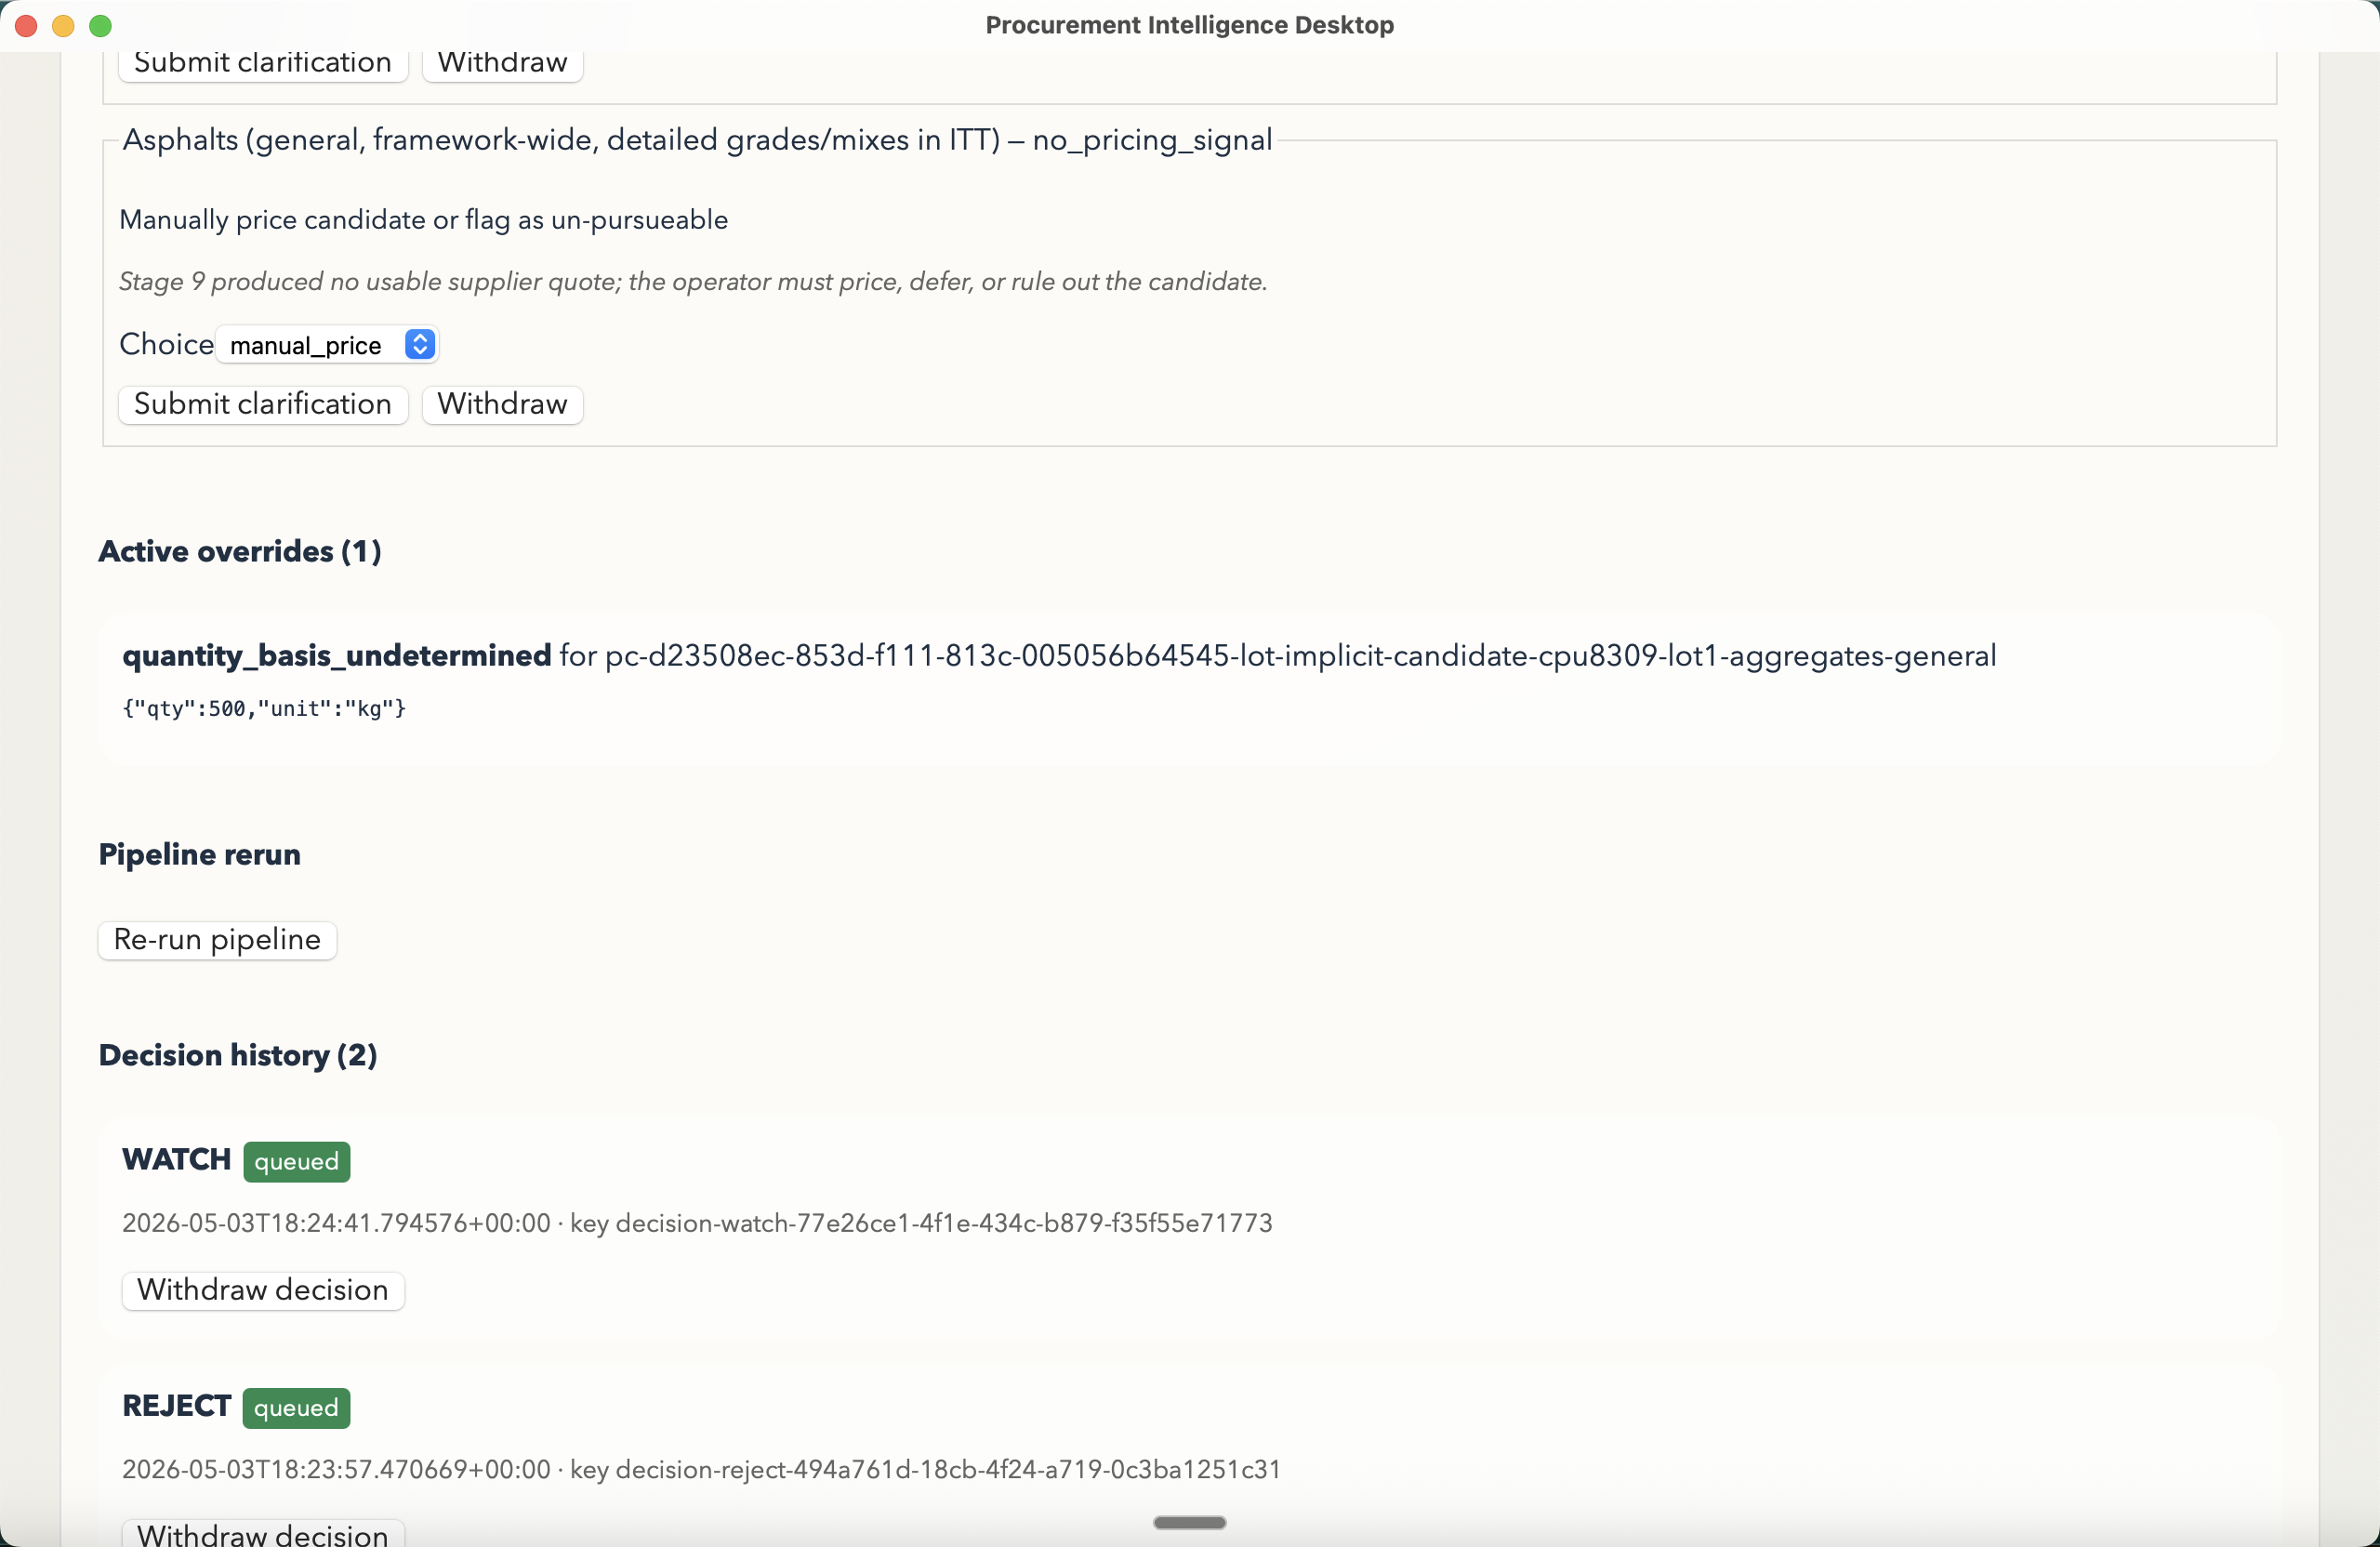 Procurement Intelligence Desktop
Submit clarification Withdraw
Asphalts (general, framework-wide, detailed grades/mixes in ITT) – no_pricing_signal
Manually price candidate or flag as un-pursueable
Stage 9 produced no usable supplier quote; the operator must price, defer, or rule out the candidate.
Choice manual_price
Submit clarification Withdraw
Active overrides (1)
quantity_basis_undetermined for pc-d23508ec-853d-f111-813c-005056b64545-lot-implicit-candidate-cpu8309-lot1-aggregates-general
{"qty":500,"unit":"kg"}
Pipeline rerun
Re-run pipeline
Decision history (2)
WATCH queued
2026-05-03T18:24:41.794576+00:00 · key decision-watch-77e26ce1-4f1e-434c-b879-f35f55e71773
Withdraw decision
REJECT queued
2026-05-03T18:23:57.470669+00:00 · key decision-reject-494a761d-18cb-4f24-a719-0c3ba1251c31
Withdraw decision